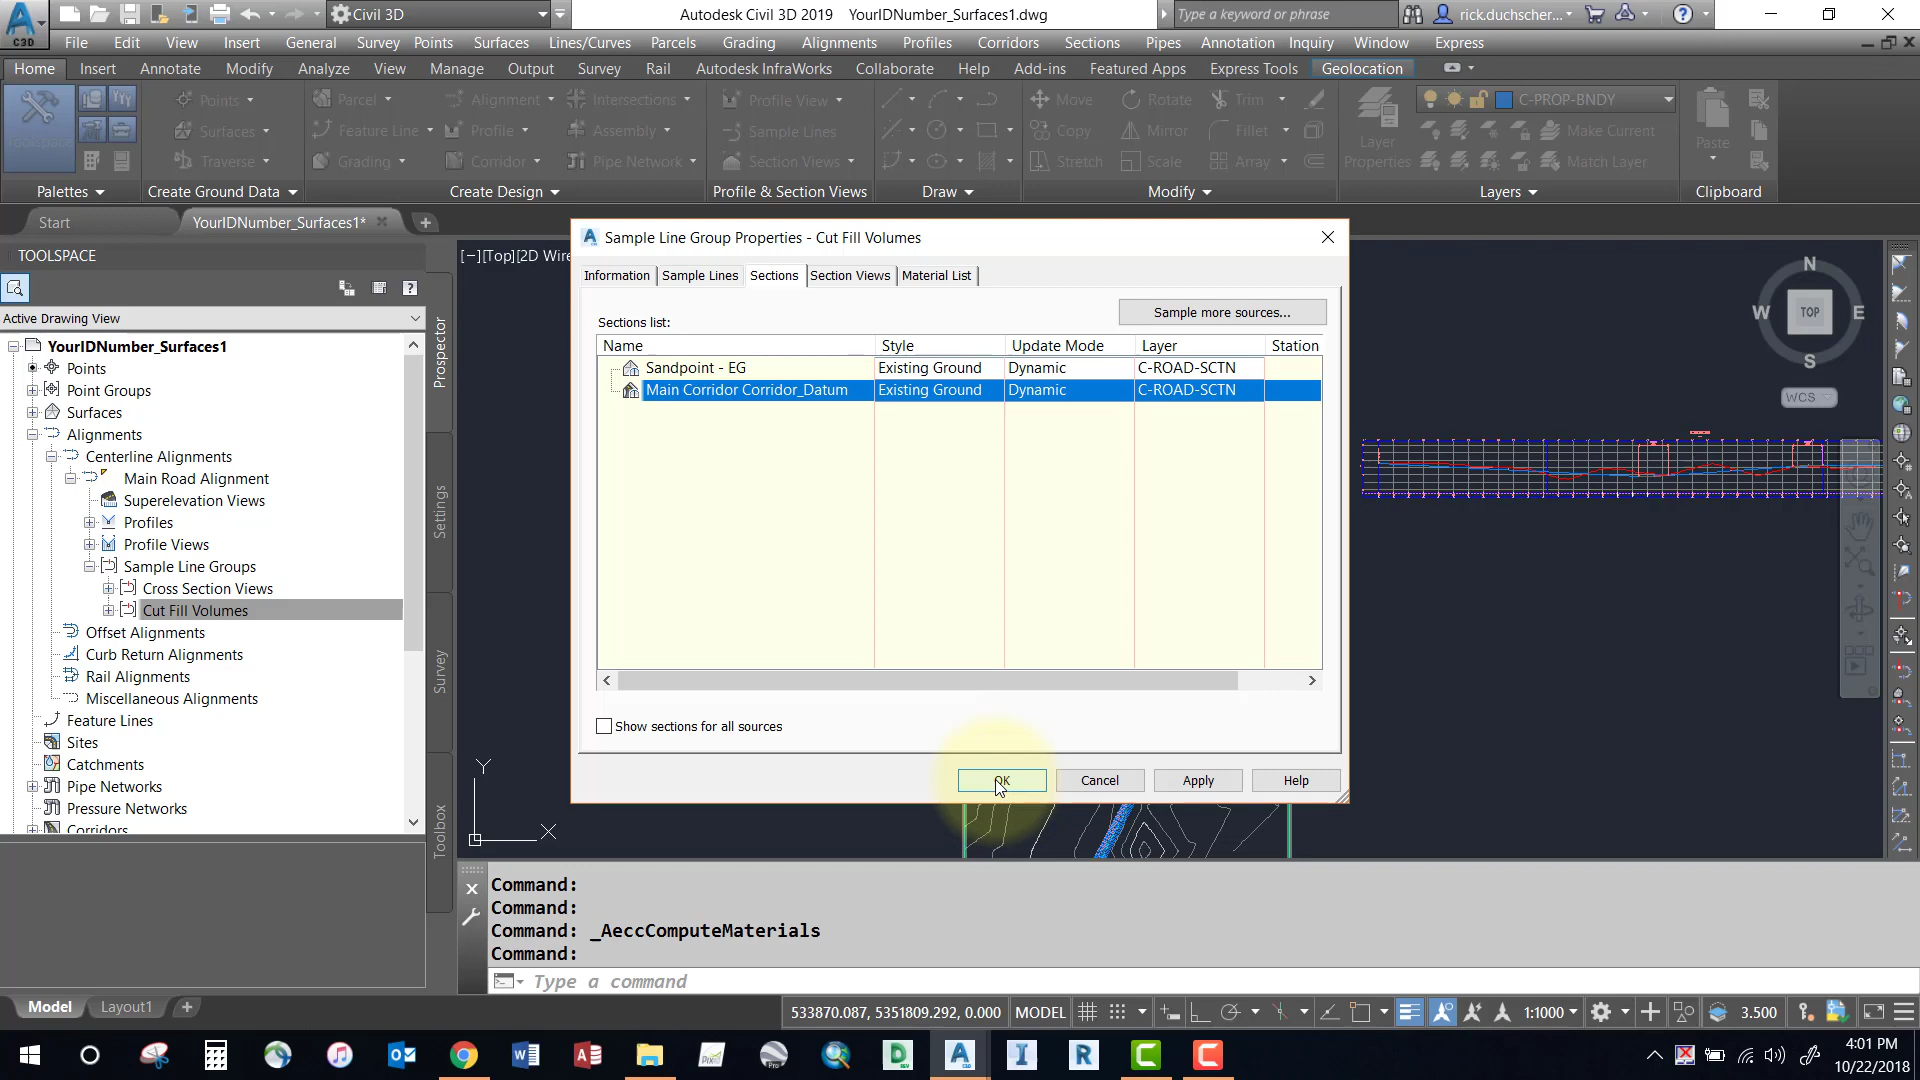 Civil 3D
Autodesk Civil 3D 2019 YourIDNumber_Surfaces1.dwg
Type a keyword or phrase
rick.duchscher...
C3D
File Edit View Insert General Survey Points Surfaces Lines/Curves Parcels Grading Alignments Profiles Corridors Sections Pipes Annotation Inquiry Window Express
Home Insert Annotate Modify Analyze View Manage Output Survey Rail Autodesk InfraWorks Collaborate Help Add-ins Featured Apps Express Tools Geolocation
Points Parcel Alignment Intersections Profile View Move Rotate Trim C-PROP-BNDY
Surfaces Feature Line Profile Assembly Sample Lines Copy Mirror Fillet Make Current
Traverse Grading Corridor Pipe Network Section Views Stretch Scale Array Match Layer
Layer Properties
Paste
Palettes Create Ground Data Create Design Profile & Section Views Draw Modify Layers Clipboard
Start YourIDNumber_Surfaces1*
TOOLSPACE
Active Drawing View
YourIDNumber_Surfaces1
Points
Point Groups
Surfaces
Alignments
Centerline Alignments
Main Road Alignment
Superelevation Views
Profiles
Profile Views
Sample Line Groups
Cross Section Views
Cut Fill Volumes
Offset Alignments
Curb Return Alignments
Rail Alignments
Miscellaneous Alignments
Feature Lines
Sites
Catchments
Pipe Networks
Pressure Networks
Corridors
Prospector
Settings
Survey
Toolbox
[−][Top][2D Wire
Sample Line Group Properties - Cut Fill Volumes
Information Sample Lines Sections Section Views Material List
Sample more sources...
Sections list:
Name Style Update Mode Layer Station
Sandpoint - EG Existing Ground Dynamic C-ROAD-SCTN
Main Corridor Corridor_Datum Existing Ground Dynamic C-ROAD-SCTN
Show sections for all sources
OK Cancel Apply Help
N
W TOP E
S
WCS
Y
X
Command:
Command:
Command: _AeccComputeMaterials
Command:
Type a command
Model Layout1
533870.087, 5351809.292, 0.000 MODEL 1:1000 3.500
4:01 PM
10/22/2018